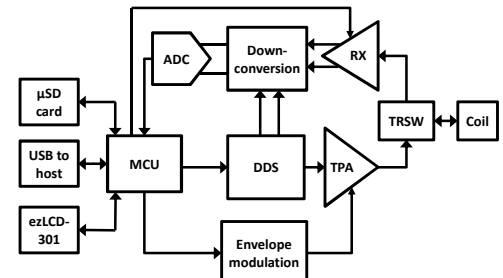 ADC
Down-
conversion
RX
µSD
card
TRSW
Coil
USB to
host
MCU
DDS
TPA
ezLCD-
301
Envelope
modulation